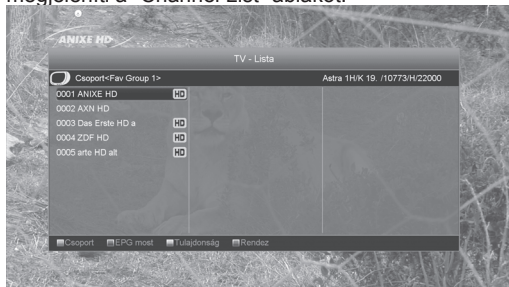 megjeleníti a "Channel List" ablakot.
ANIXE HD
TV - Lista
Csoport<Fav Group 1>
Astra 1H/K 19. /10773/H/22000
0001 ANIXE HD HD
0002 AXN HD
0003 Das Erste HD a HD
0004 ZDF HD HD
0005 arte HD alt HD
Csoport EPG most Tulajdonság Rendez